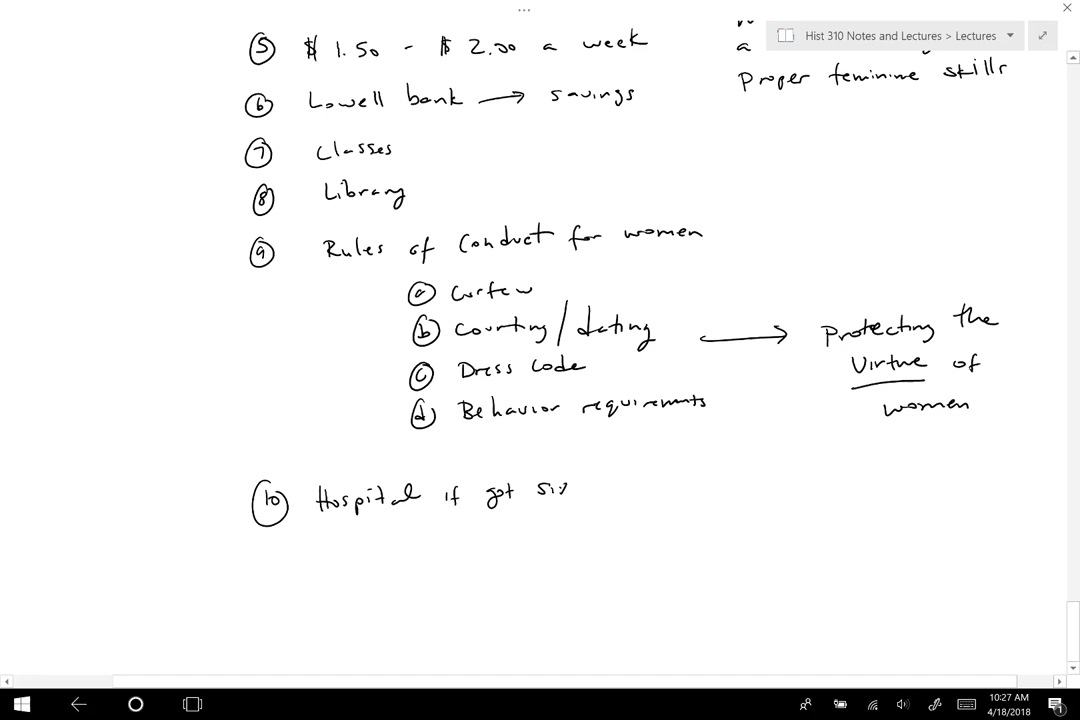 Hist 310 Notes and Lectures > Lectures
a
proper feminine skills
5 $ 1.50 - $ 2.00 a week
6 Lowell bank → savings
7 Classes
8 Library
9 Rules of conduct for women
a Curfew
b Courting / dating → Protecting the
c Dress code
Virtue of
d Behavior requirements
women
10 Hospital if got
10:27 AM
4/18/2018
1